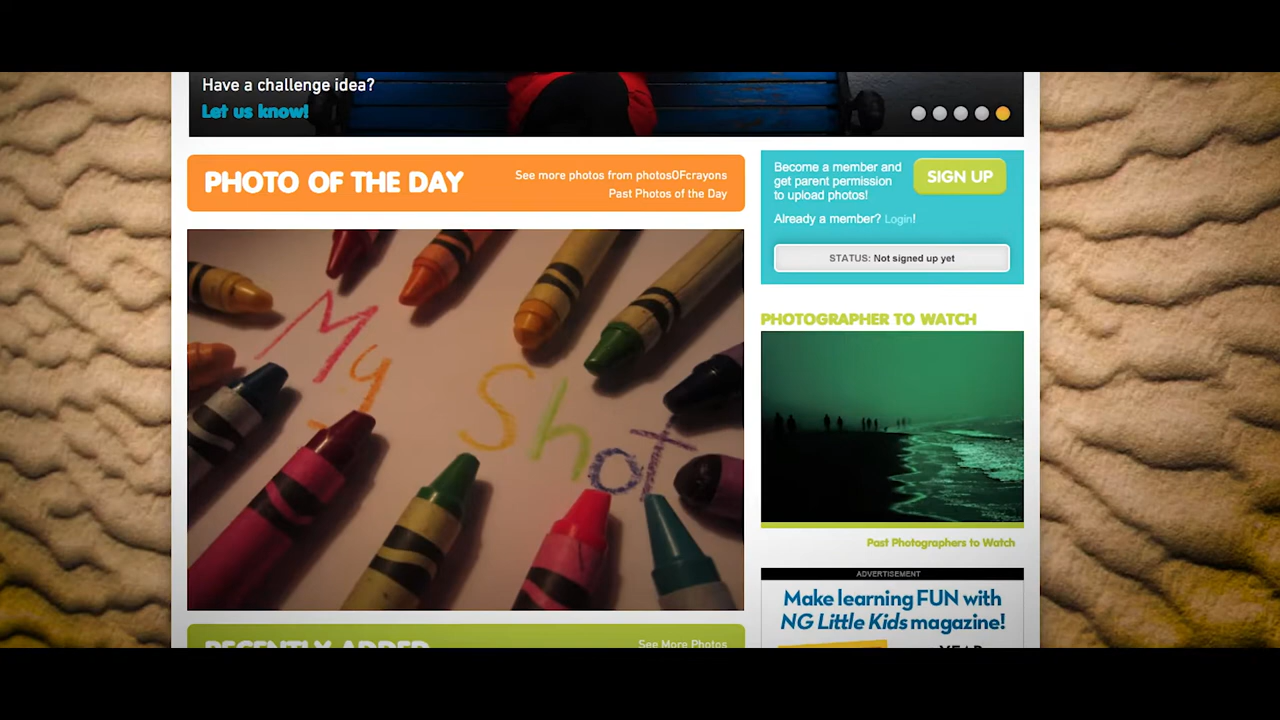 Have a challenge idea?
Let us know!
PHOTO OF THE DAY
See more photos from photosOFcrayons
Past Photos of the Day
Become a member and
get parent permission
to upload photos!
SIGN UP
Already a member? Login!
STATUS: Not signed up yet
My
Shot
PHOTOGRAPHER TO WATCH
Past Photographers to Watch
ADVERTISEMENT
Make learning FUN with
NG Little Kids magazine!
YEAR
RECENTLY ADDED
See More Photos